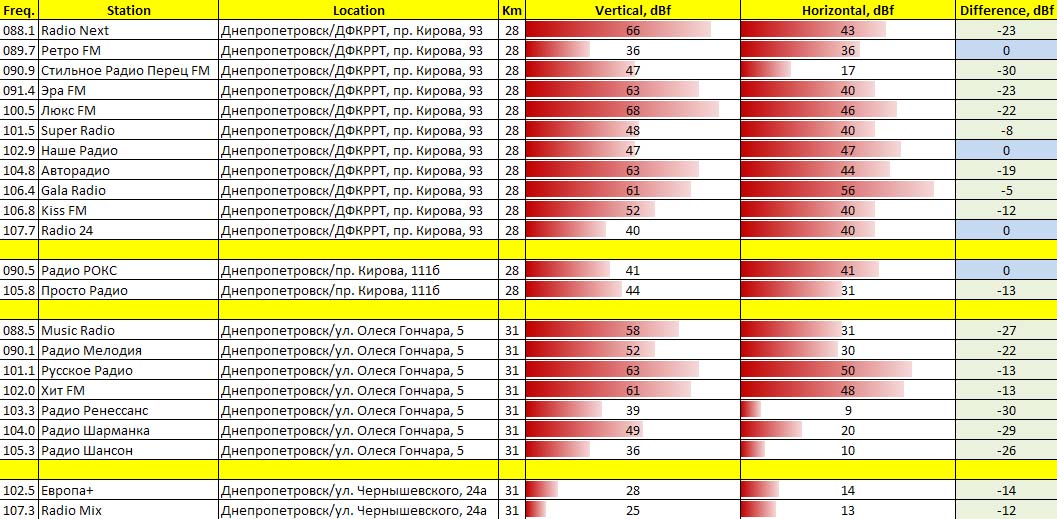 Freq. Station Location Km Vertical, dBf Horizontal, dBf Difference, dBf
088.1 Radio Next Днепропетровск/ДФКРРТ, пр. Кирова, 93 28 66 43 -23
089.7 Ретро FM Днепропетровск/ДФКРРТ, пр. Кирова, 93 28 36 36 0
090.9 Стильное Радио Перец FM Днепропетровск/ДФКРРТ, пр. Кирова, 93 28 47 17 -30
091.4 Эра FM Днепропетровск/ДФКРРТ, пр. Кирова, 93 28 63 40 -23
100.5 Люкс FM Днепропетровск/ДФКРРТ, пр. Кирова, 93 28 68 46 -22
101.5 Super Radio Днепропетровск/ДФКРРТ, пр. Кирова, 93 28 48 40 -8
102.9 Наше Радио Днепропетровск/ДФКРРТ, пр. Кирова, 93 28 47 47 0
104.8 Авторадио Днепропетровск/ДФКРРТ, пр. Кирова, 93 28 63 44 -19
106.4 Gala Radio Днепропетровск/ДФКРРТ, пр. Кирова, 93 28 61 56 -5
106.8 Kiss FM Днепропетровск/ДФКРРТ, пр. Кирова, 93 28 52 40 -12
107.7 Radio 24 Днепропетровск/ДФКРРТ, пр. Кирова, 93 28 40 40 0
090.5 Радио РОКС Днепропетровск/пр. Кирова, 111б 28 41 41 0
105.8 Просто Радио Днепропетровск/пр. Кирова, 111б 28 44 31 -13
088.5 Music Radio Днепропетровск/ул. Олеся Гончара, 5 31 58 31 -27
090.1 Радио Мелодия Днепропетровск/ул. Олеся Гончара, 5 31 52 30 -22
101.1 Русское Радио Днепропетровск/ул. Олеся Гончара, 5 31 63 50 -13
102.0 Хит FM Днепропетровск/ул. Олеся Гончара, 5 31 61 48 -13
103.3 Радио Ренессанс Днепропетровск/ул. Олеся Гончара, 5 31 39 9 -30
104.0 Радио Шарманка Днепропетровск/ул. Олеся Гончара, 5 31 49 20 -29
105.3 Радио Шансон Днепропетровск/ул. Олеся Гончара, 5 31 36 10 -26
102.5 Европа+ Днепропетровск/ул. Чернышевского, 24а 31 28 14 -14
107.3 Radio Mix Днепропетровск/ул. Чернышевского, 24а 31 25 13 -12